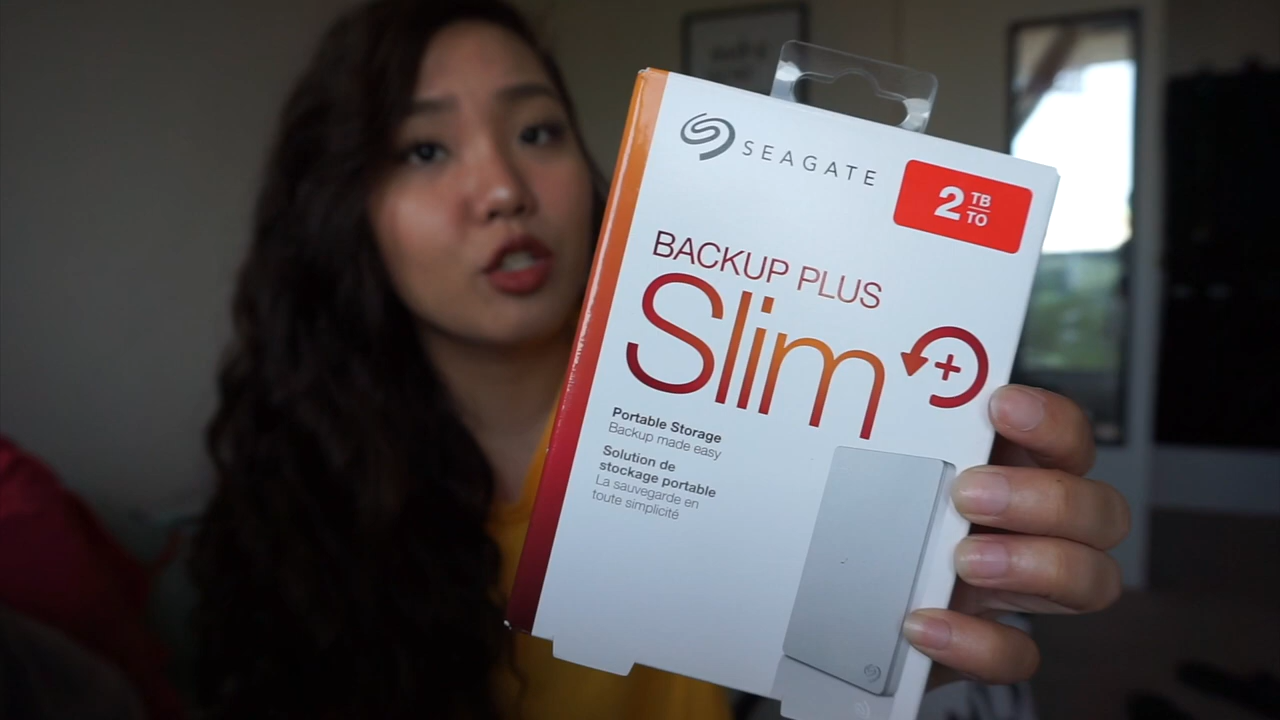 SEAGATE
2 TB
TO
BACKUP PLUS
Slim
Portable Storage
Backup made easy
Solution de
stockage portable
La sauvegarde en
toute simplicité